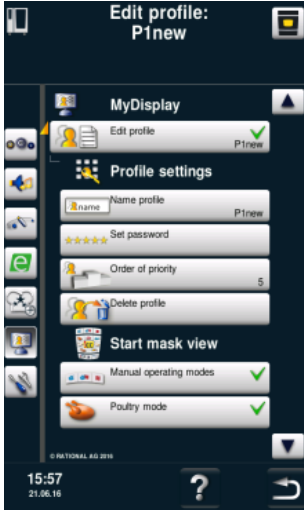 Edit profile:
P1new
MyDisplay
Edit profile
P1new
Profile settings
name
Name profile
P1new
Set password
Order of priority
5
Delete profile
Start mask view
Manual operating modes
Poultry mode
© RATIONAL AG 2016
15:57
21.06.16
?